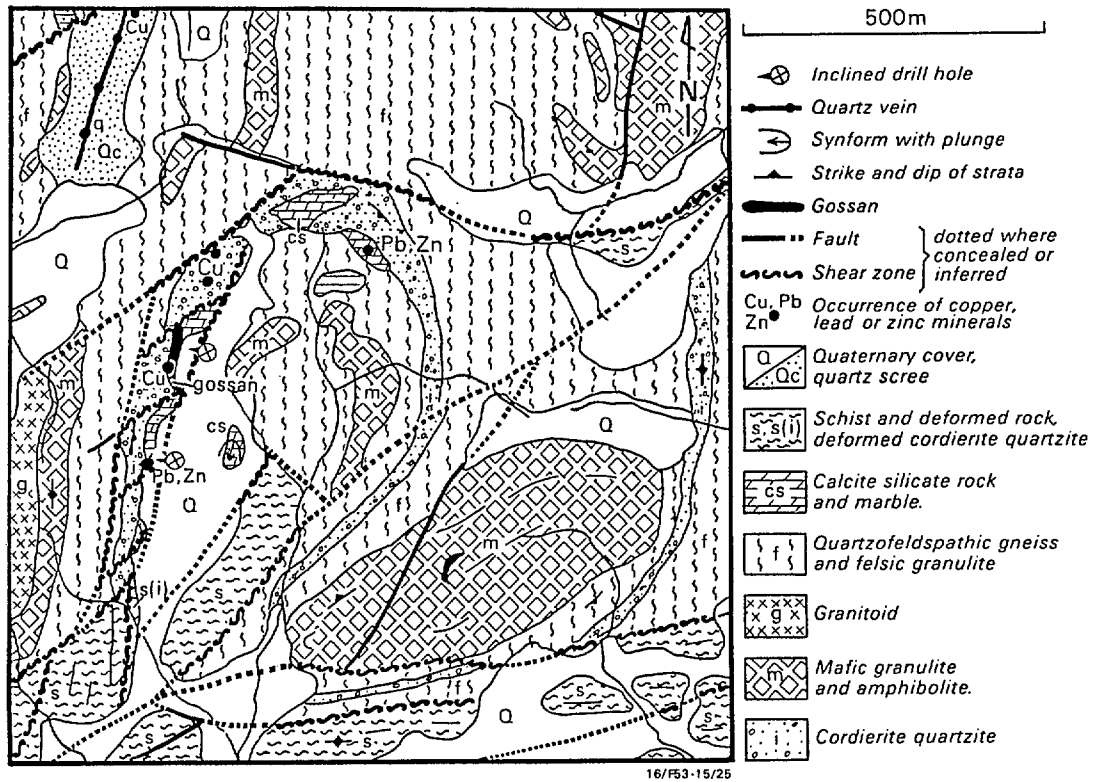 Cu
Q
m
f
q
Qc
f
m
N
500m
Q
cs
Pb, Zn
Q
s
Cu
m
m
Cu
gossan
m
i
cs
Q
g
i
Pb, Zn
Q
f
m
f
s(i)
s
s
f
Q
s
s
s
s
Inclined drill hole
Quartz vein
Synform with plunge
Strike and dip of strata
Gossan
Fault
Shear zone
dotted where
concealed or
inferred
Cu, Pb
Zn
Occurrence of copper,
lead or zinc minerals
Q
Qc
Quaternary cover,
quartz scree
s s(i)
Schist and deformed rock,
deformed cordierite quartzite
cs
Calcite silicate rock
and marble.
f
Quartzofeldspathic gneiss
and felsic granulite
g
Granitoid
m
Mafic granulite
and amphibolite.
i
Cordierite quartzite
16/F53-15/25